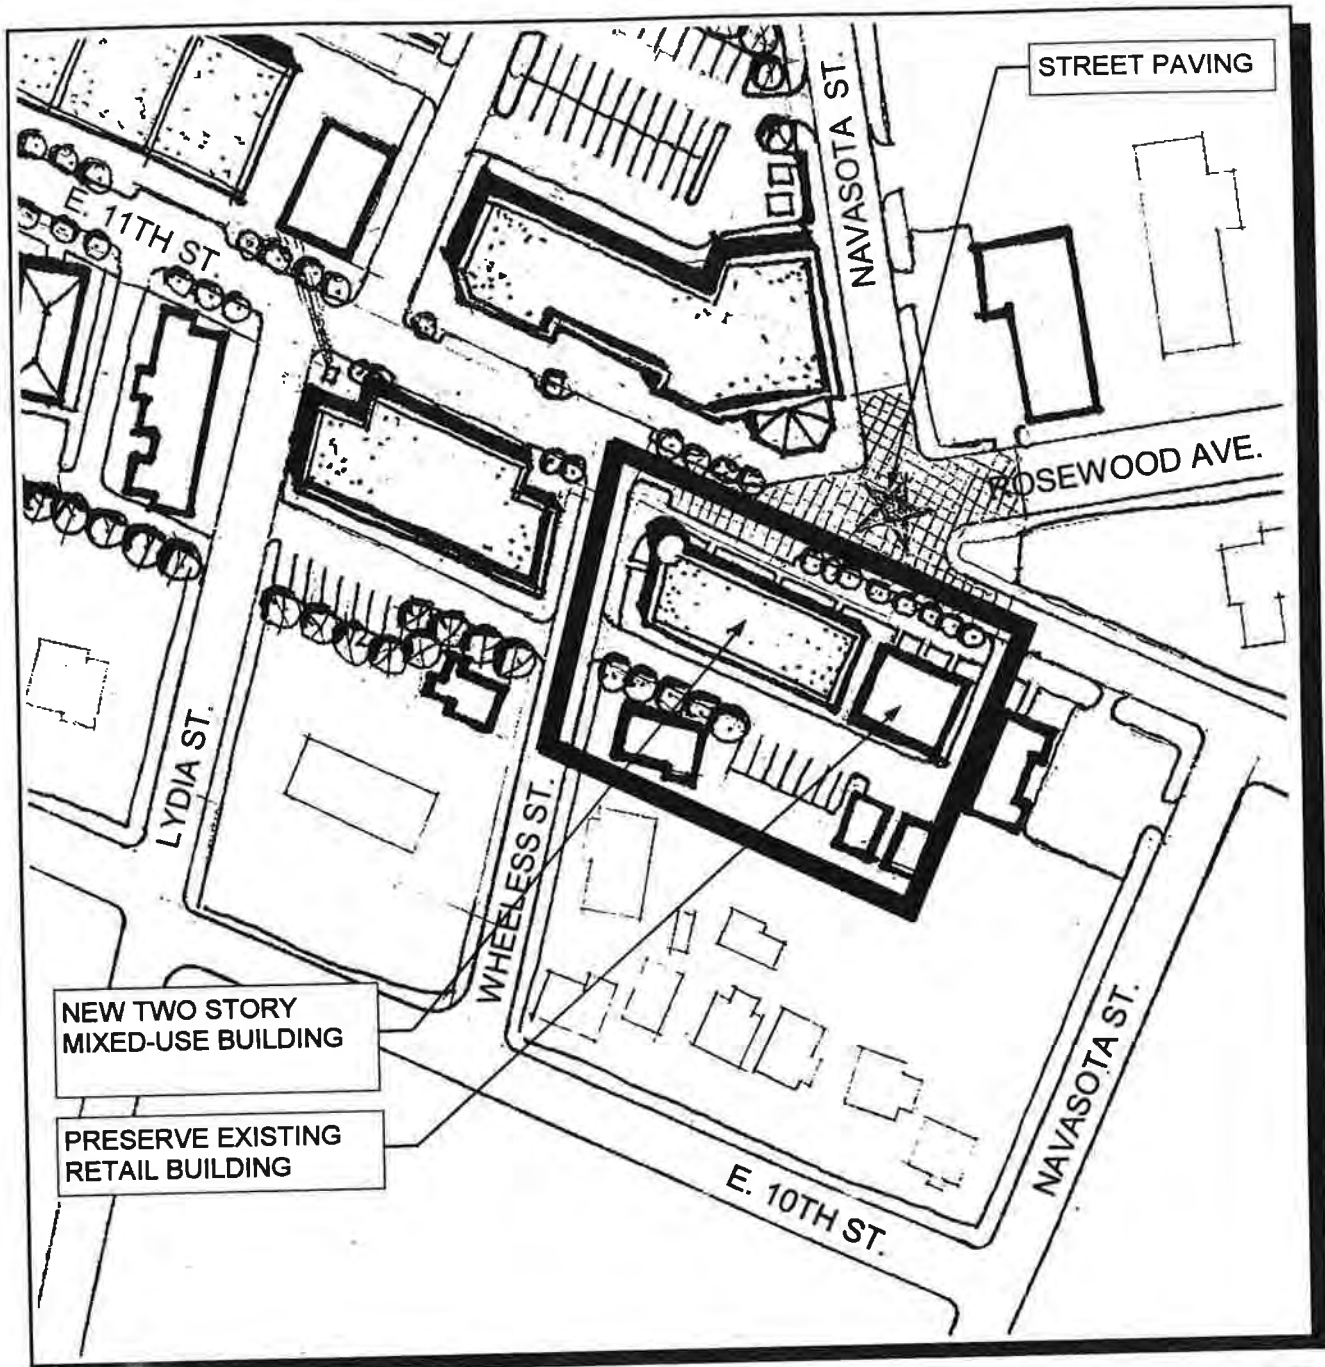 STREET PAVING
NAVASOTA ST.
E. 11TH ST.
ROSEWOOD AVE.
LYDIA ST.
WHEELESS ST.
NEW TWO STORY
MIXED-USE BUILDING
PRESERVE EXISTING
RETAIL BUILDING
E. 10TH ST.
NAVASOTA ST.